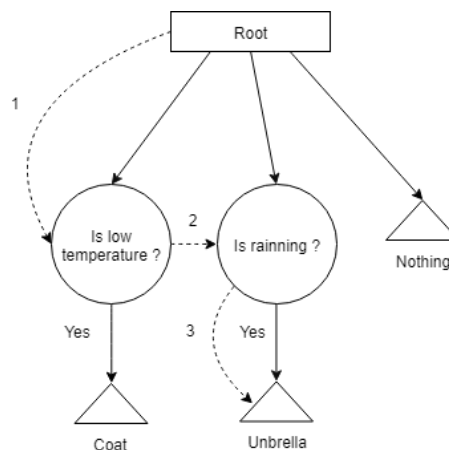 Root
1
Is low
temperature ?
2
Is rainning ?
Nothing
Yes
3
Yes
Coat
Unbrella